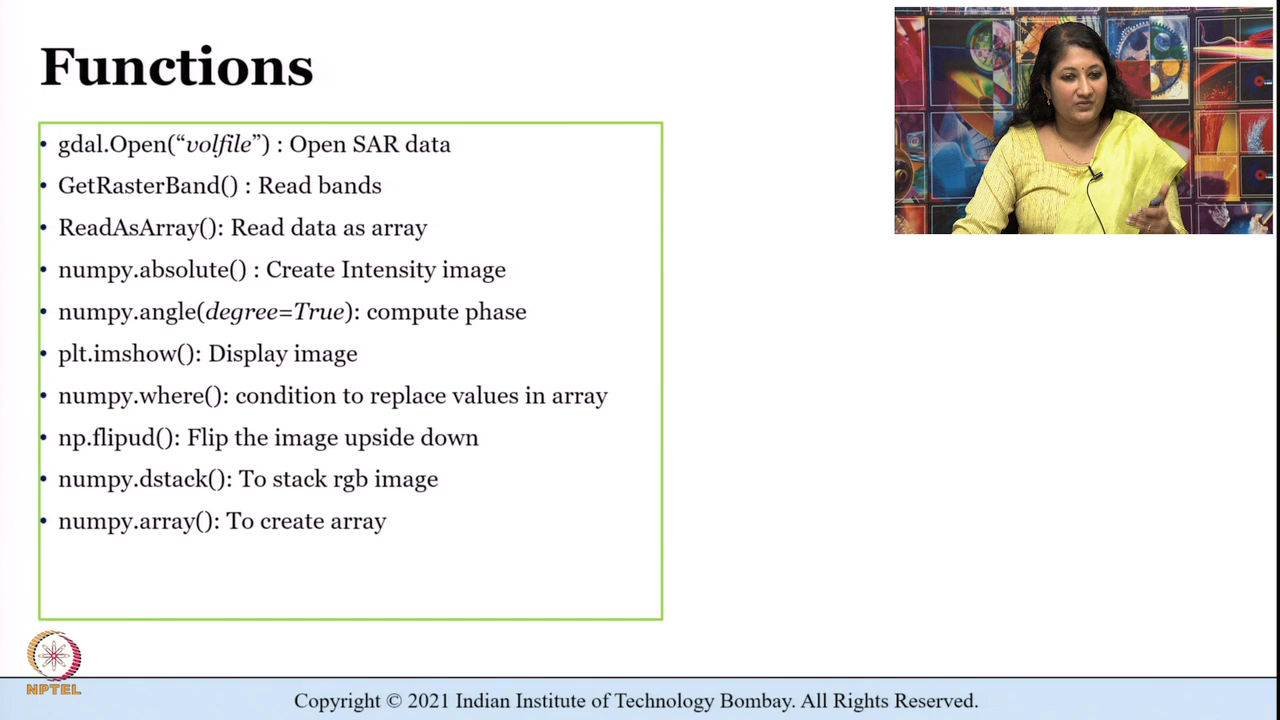 Functions
• gdal.Open(“volfile”) : Open SAR data
• GetRasterBand() : Read bands
• ReadAsArray(): Read data as array
• numpy.absolute() : Create Intensity image
• numpy.angle(degree=True): compute phase
• plt.imshow(): Display image
• numpy.where(): condition to replace values in array
• np.flipud(): Flip the image upside down
• numpy.dstack(): To stack rgb image
• numpy.array(): To create array
NPTEL
Copyright © 2021 Indian Institute of Technology Bombay. All Rights Reserved.